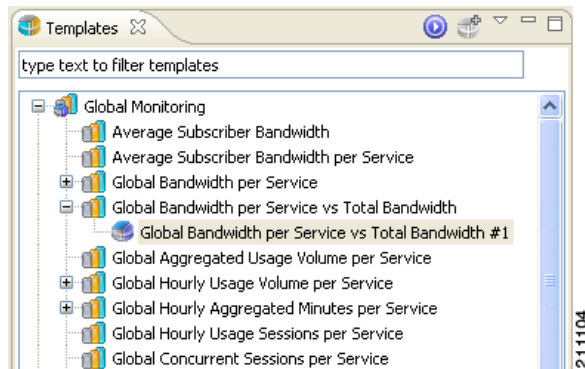 Templates
type text to filter templates
Global Monitoring
Average Subscriber Bandwidth
Average Subscriber Bandwidth per Service
Global Bandwidth per Service
Global Bandwidth per Service vs Total Bandwidth
Global Bandwidth per Service vs Total Bandwidth #1
Global Aggregated Usage Volume per Service
Global Hourly Usage Volume per Service
Global Hourly Aggregated Minutes per Service
Global Hourly Usage Sessions per Service
Global Concurrent Sessions per Service
211104